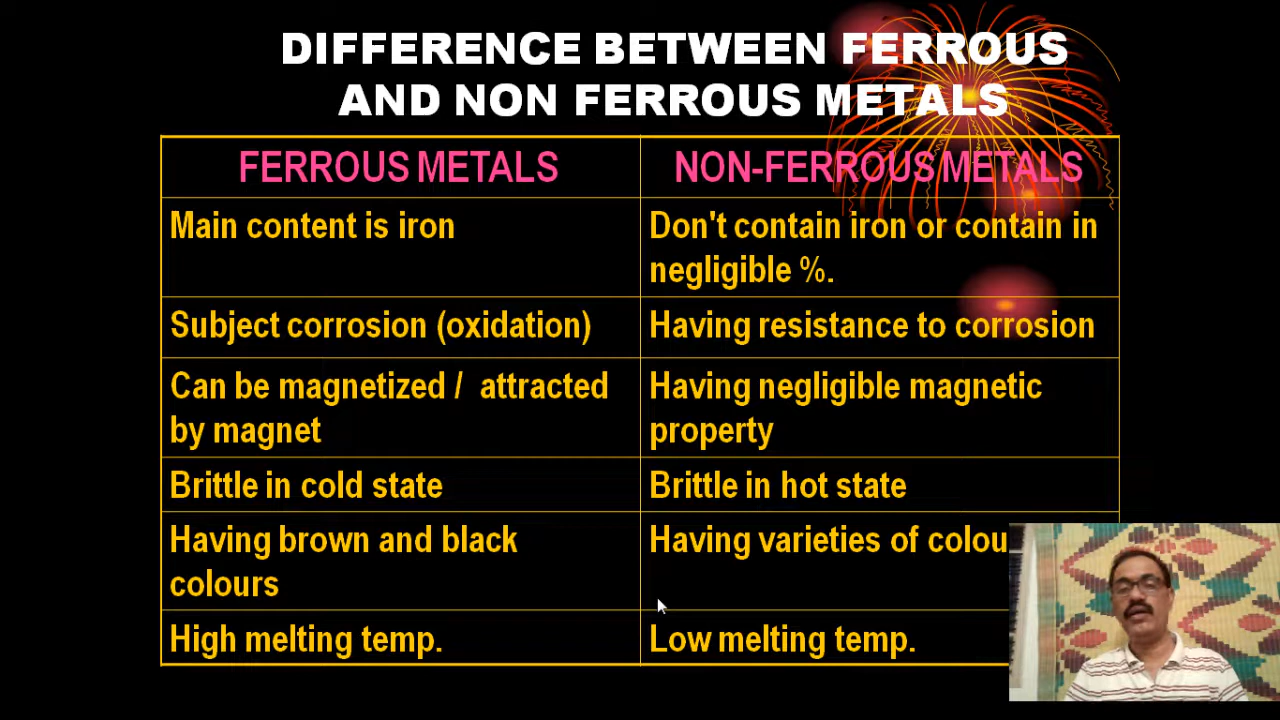 DIFFERENCE BETWEEN FERROUS
AND NON FERROUS METALS
FERROUS METALS
NON-FERROUS METALS
Main content is iron
Don't contain iron or contain in
negligible %.
Subject corrosion (oxidation)
Having resistance to corrosion
Can be magnetized / attracted
by magnet
Having negligible magnetic
property
Brittle in cold state
Brittle in hot state
Having brown and black
colours
Having varieties of
High melting temp.
Low melting temp.